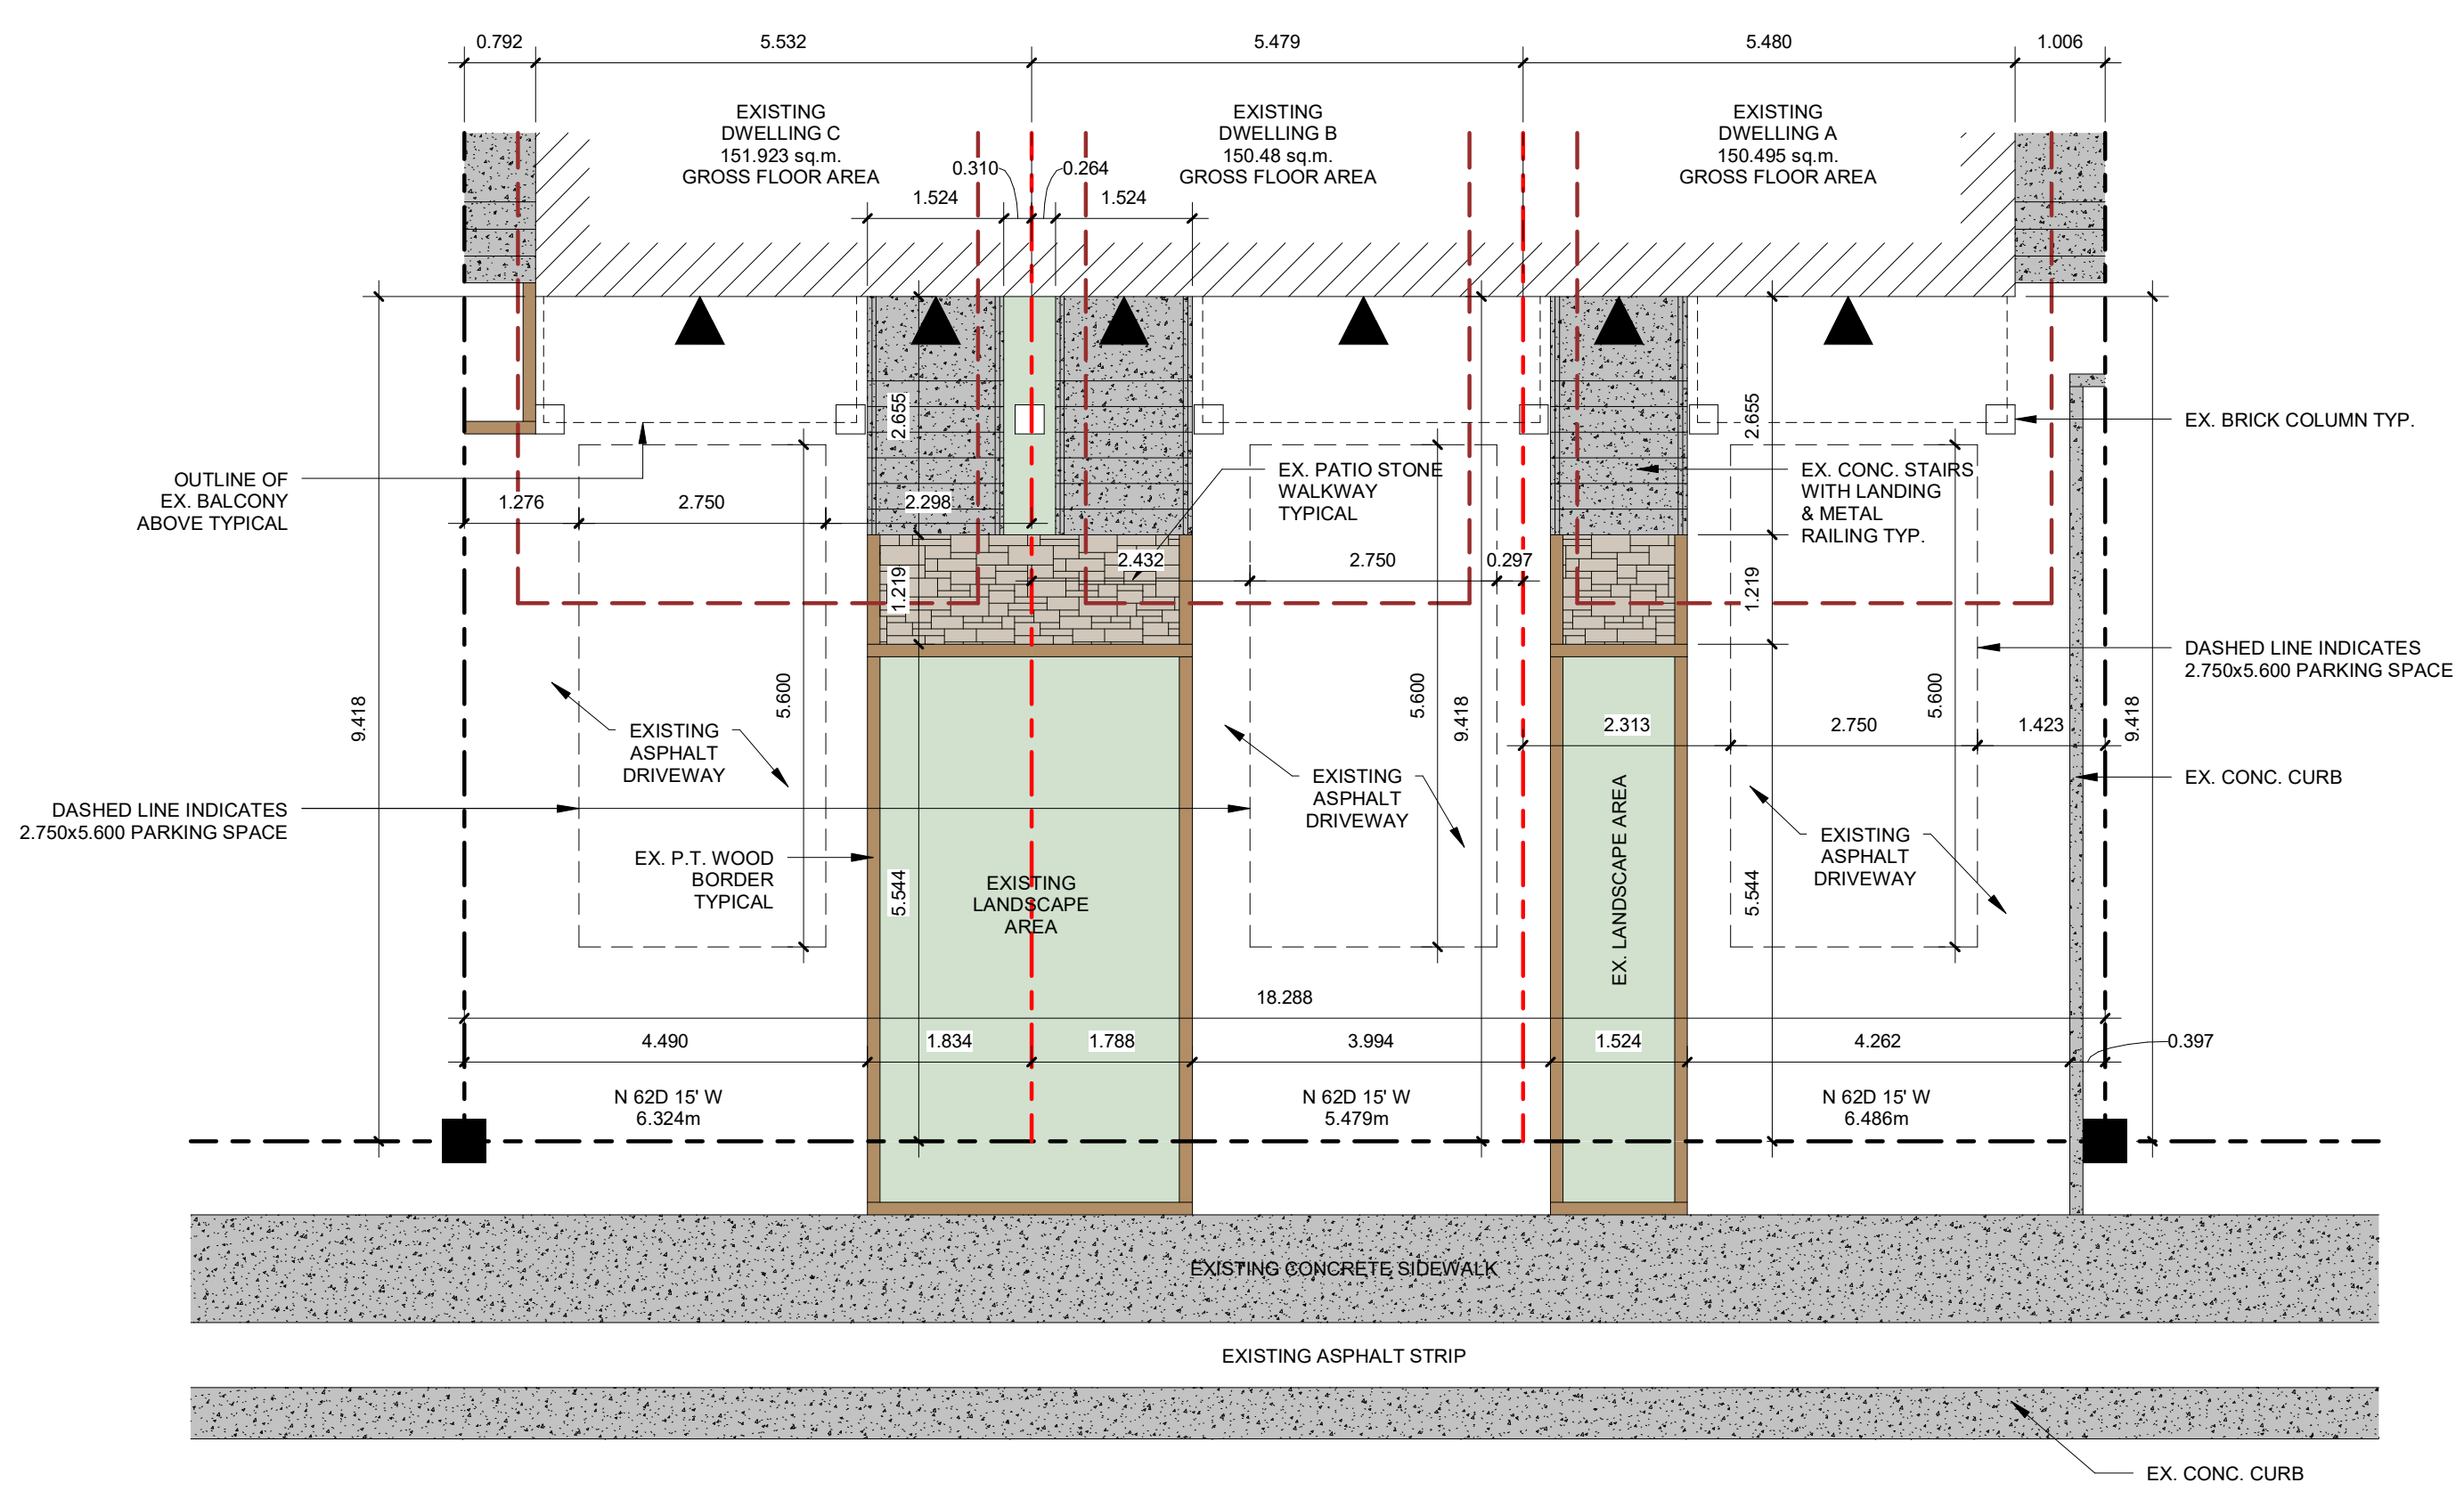 0.792
5.532
5.479
5.480
1.006
EXISTING
DWELLING C
151.923 sq.m.
GROSS FLOOR AREA
EXISTING
DWELLING B
150.48 sq.m.
GROSS FLOOR AREA
EXISTING
DWELLING A
150.495 sq.m.
GROSS FLOOR AREA
0.310
0.264
1.524
1.524
2.655
2.655
EX. BRICK COLUMN TYP.
OUTLINE OF
EX. BALCONY
ABOVE TYPICAL
1.276
2.750
2.298
EX. PATIO STONE
WALKWAY
TYPICAL
EX. CONC. STAIRS
WITH LANDING
& METAL
RAILING TYP.
2.432
2.750
0.297
1.219
1.219
DASHED LINE INDICATES
2.750x5.600 PARKING SPACE
9.418
5.600
5.600
9.418
5.600
9.418
2.313
2.750
1.423
EXISTING
ASPHALT
DRIVEWAY
EXISTING
ASPHALT
DRIVEWAY
EX. CONC. CURB
DASHED LINE INDICATES
2.750x5.600 PARKING SPACE
EXISTING
ASPHALT
DRIVEWAY
EX. P.T. WOOD
BORDER
TYPICAL
5.544
EXISTING
LANDSCAPE
AREA
EX. LANDSCAPE AREA
5.544
18.288
4.490
1.834
1.788
3.994
1.524
4.262
0.397
N 62D 15' W
6.324m
N 62D 15' W
5.479m
N 62D 15' W
6.486m
EXISTING CONCRETE SIDEWALK
EXISTING ASPHALT STRIP
EX. CONC. CURB